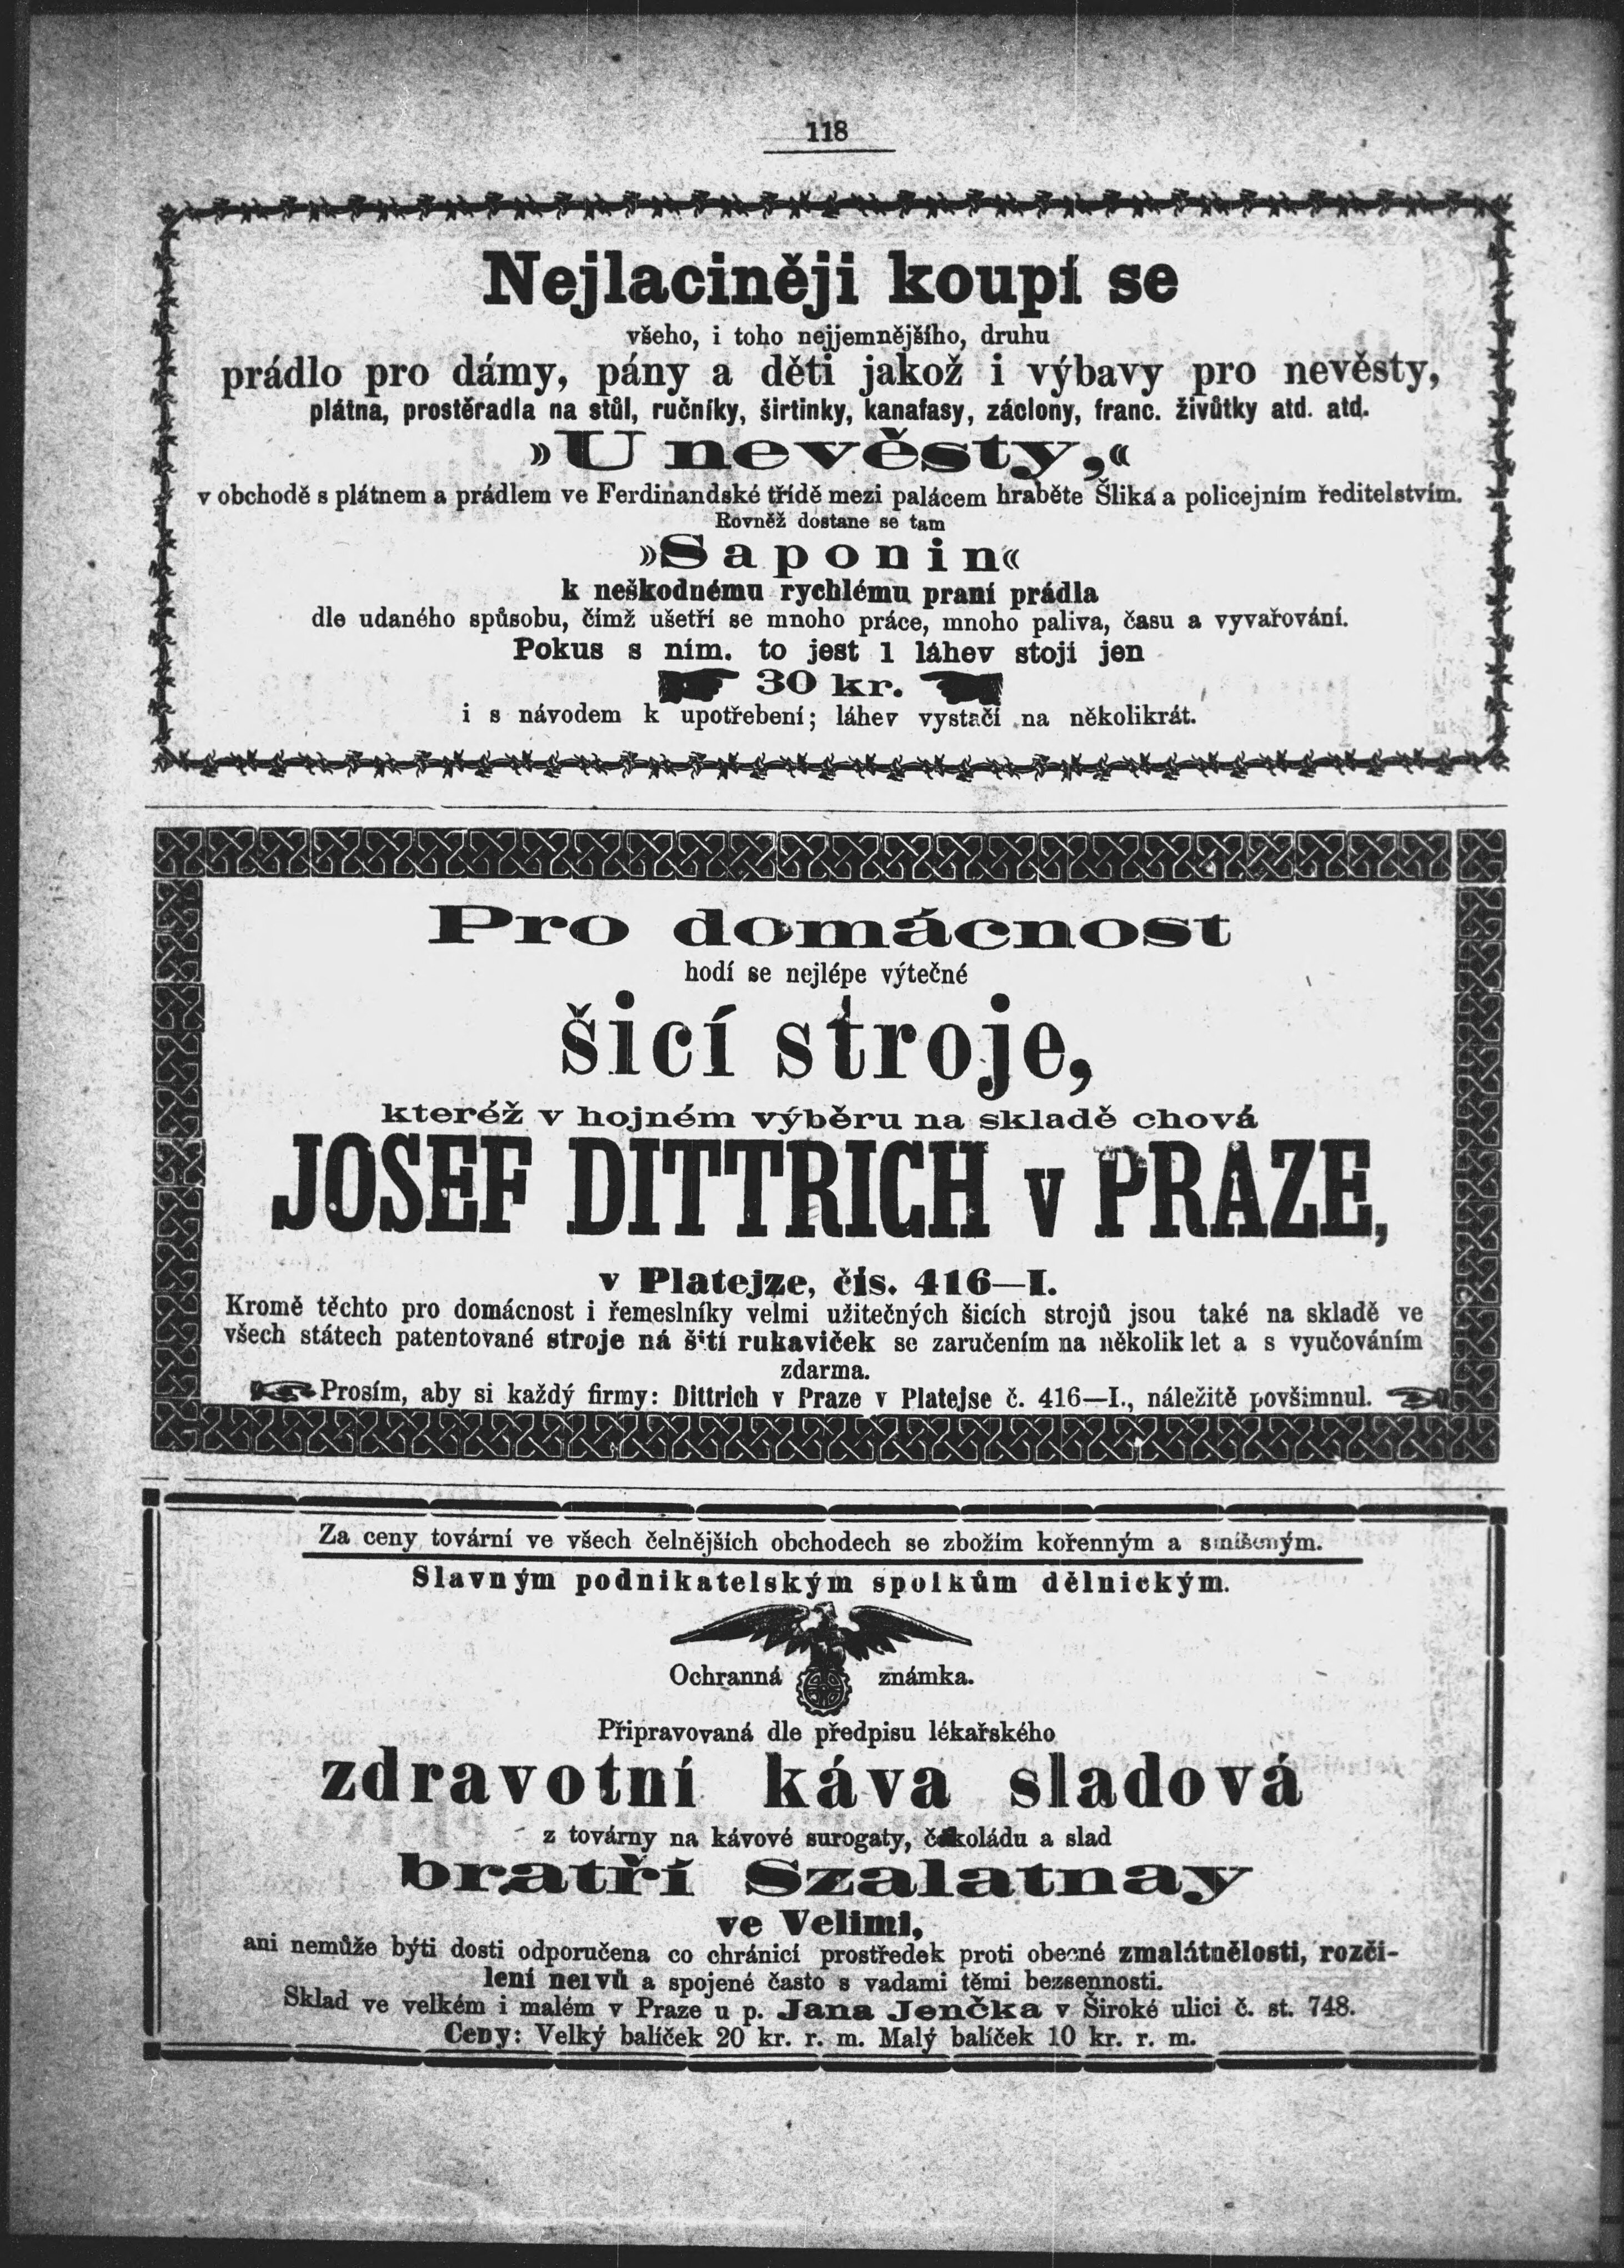 118
Nejlaciněji koupí se
všeho, i toho nejjemnějšího, druhu
prádlo pro dámy, pány a děti jakož i výbavy pro nevěsty,
plátna, prostěradla na stůl, ručníky, širtinky, kanafasy, záclony, franc. živůtky atd. atd.
»U nevěsty,«
v obchodě s plátnem a prádlem ve Ferdinandské třídě mezi palácem hraběte Šlika a policejním ředitelstvím.
Rovněž dostane se tam
»Saponin«
k neškodnému rychlému praní prádla
dle udaného spůsobu, čímž ušetří se mnoho práce, mnoho paliva, času a vyvařování.
Pokus s ním. to jest 1 láhev stojí jen
30 kr.
i s návodem k upotřebení; láhev vystačí na několikrát.
Pro domácnost
hodí se nejlépe výtečné
šicí stroje,
kteréž v hojném výběru na skladě chová
JOSEF DITTRICH v PRAZE,
v Platejze, čís. 416—I.
Kromě těchto pro domácnost i řemeslníky velmi užitečných šicích strojů jsou také na skladě ve
všech státech patentované stroje ná šití rukaviček se zaručením na několik let a s vyučováním
zdarma.
Prosím, aby si každý firmy: Dittrich v Praze v Platejse č. 416—I., náležitě povšimnul.
Za ceny tovární ve všech čelnějších obchodech se zbožím kořenným a smíšeným.
Slavným podnikatelským spolkům dělnickým.
Ochranná známka.
Připravovaná dle předpisu lékařského
zdravotní káva sladová
z továrny na kávové surogaty, čokoládu a slad
bratří Szalatnay
ve Velimi,
ani nemůže býti dosti odporučena co chránicí prostředek proti obecné zmalátnělosti, rozčí-
lení nervů a spojené často s vadami těmi bezsennosti.
Sklad ve velkém i malém v Praze u p. Jana Jenčka v Široké ulici č. st. 748.
Ceny: Velký balíček 20 kr. r. m. Malý balíček 10 kr. r. m.